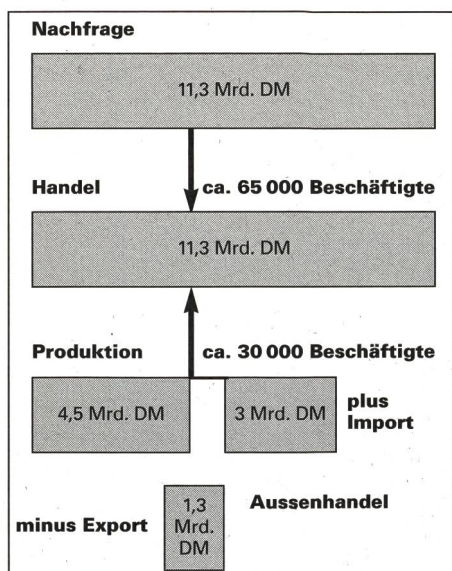 Nachfrage
11,3 Mrd. DM
Handel ca. 65 000 Beschäftigte
11,3 Mrd. DM
Produktion ca. 30 000 Beschäftigte
4,5 Mrd. DM 3 Mrd. DM plus
Import
1,3
Mrd.
DM
Aussenhandel
minus Export